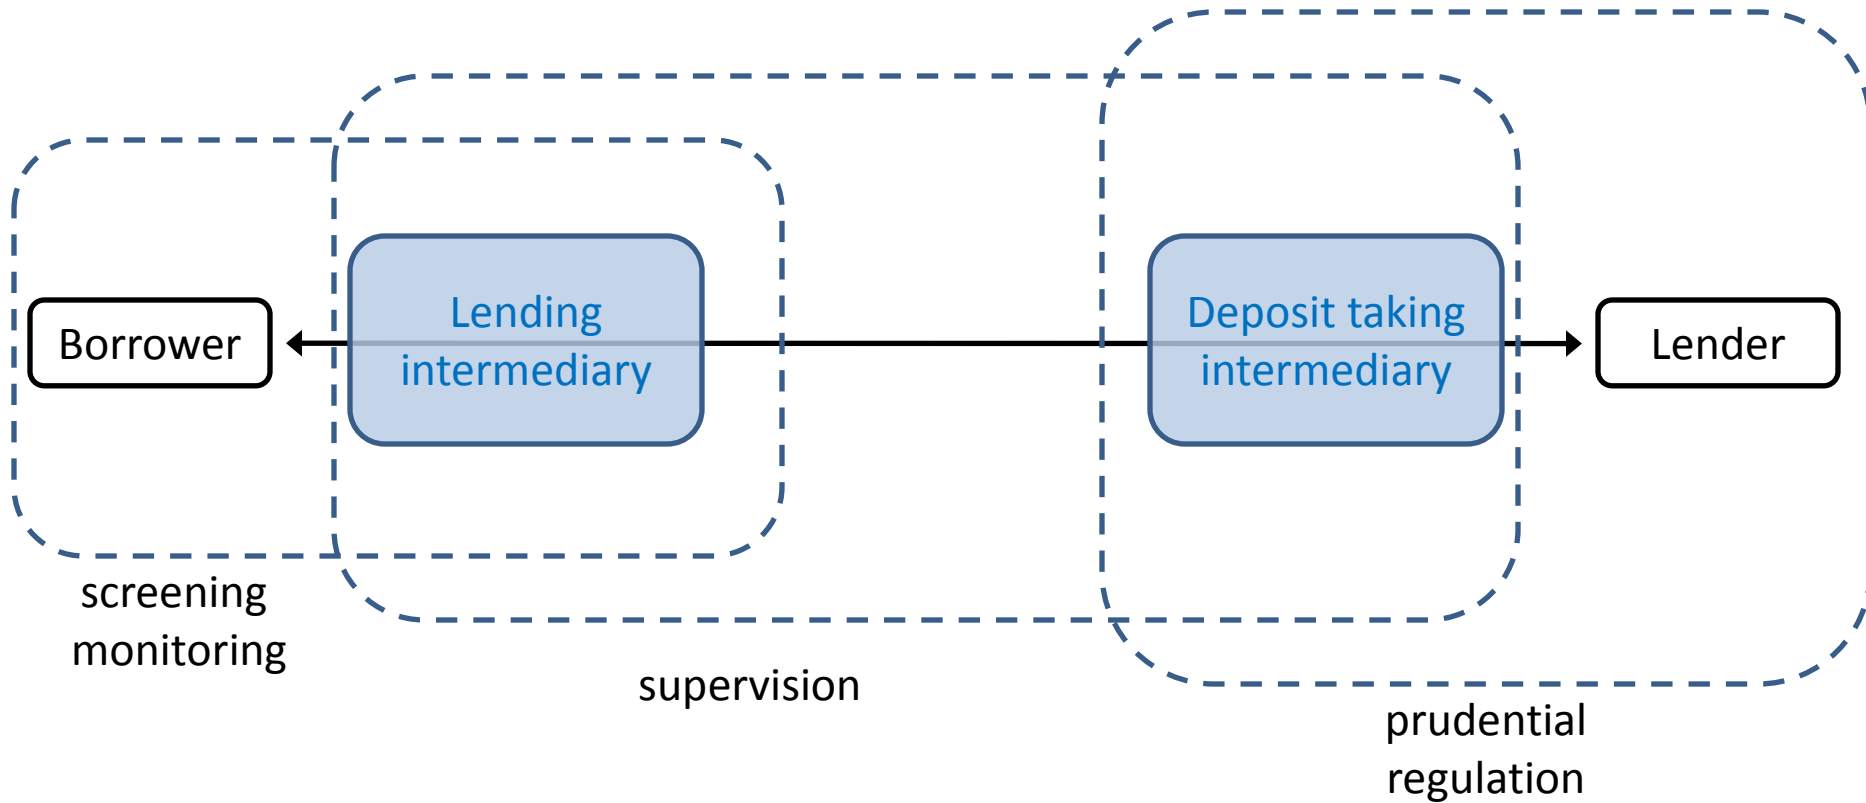 Borrower
Lending
intermediary
Deposit taking
intermediary
Lender
screening
monitoring
supervision
prudential
regulation